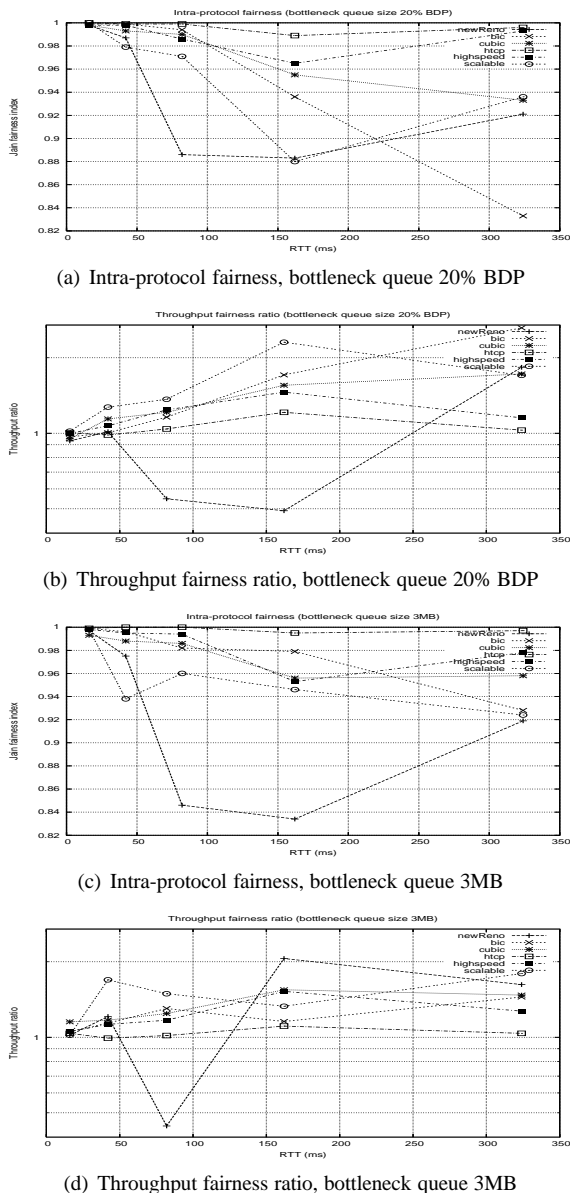 Intra-protocol fairness (bottleneck queue size 20% BDP)
1
0.98
0.96
0.94
0.92
0.9
0.88
0.86
0.84
0.82
Jain fairness index
newReno
bic
cubic
htcp
highspeed
scalable
0 50 100 150 200 250 300 350
RTT (ms)
(a) Intra-protocol fairness, bottleneck queue 20% BDP
Throughput fairness ratio (bottleneck queue size 20% BDP)
1
Throughput ratio
newReno
bic
cubic
htcp
highspeed
scalable
0 50 100 150 200 250 300 350
RTT (ms)
(b) Throughput fairness ratio, bottleneck queue 20% BDP
Intra-protocol fairness (bottleneck queue size 3MB)
1
0.98
0.96
0.94
0.92
0.9
0.88
0.86
0.84
0.82
Jain fairness index
newReno
bic
cubic
htcp
highspeed
scalable
0 50 100 150 200 250 300 350
RTT (ms)
(c) Intra-protocol fairness, bottleneck queue 3MB
Throughput fairness ratio (bottleneck queue size 3MB)
1
Throughput ratio
newReno
bic
cubic
htcp
highspeed
scalable
0 50 100 150 200 250 300 350
RTT (ms)
(d) Throughput fairness ratio, bottleneck queue 3MB